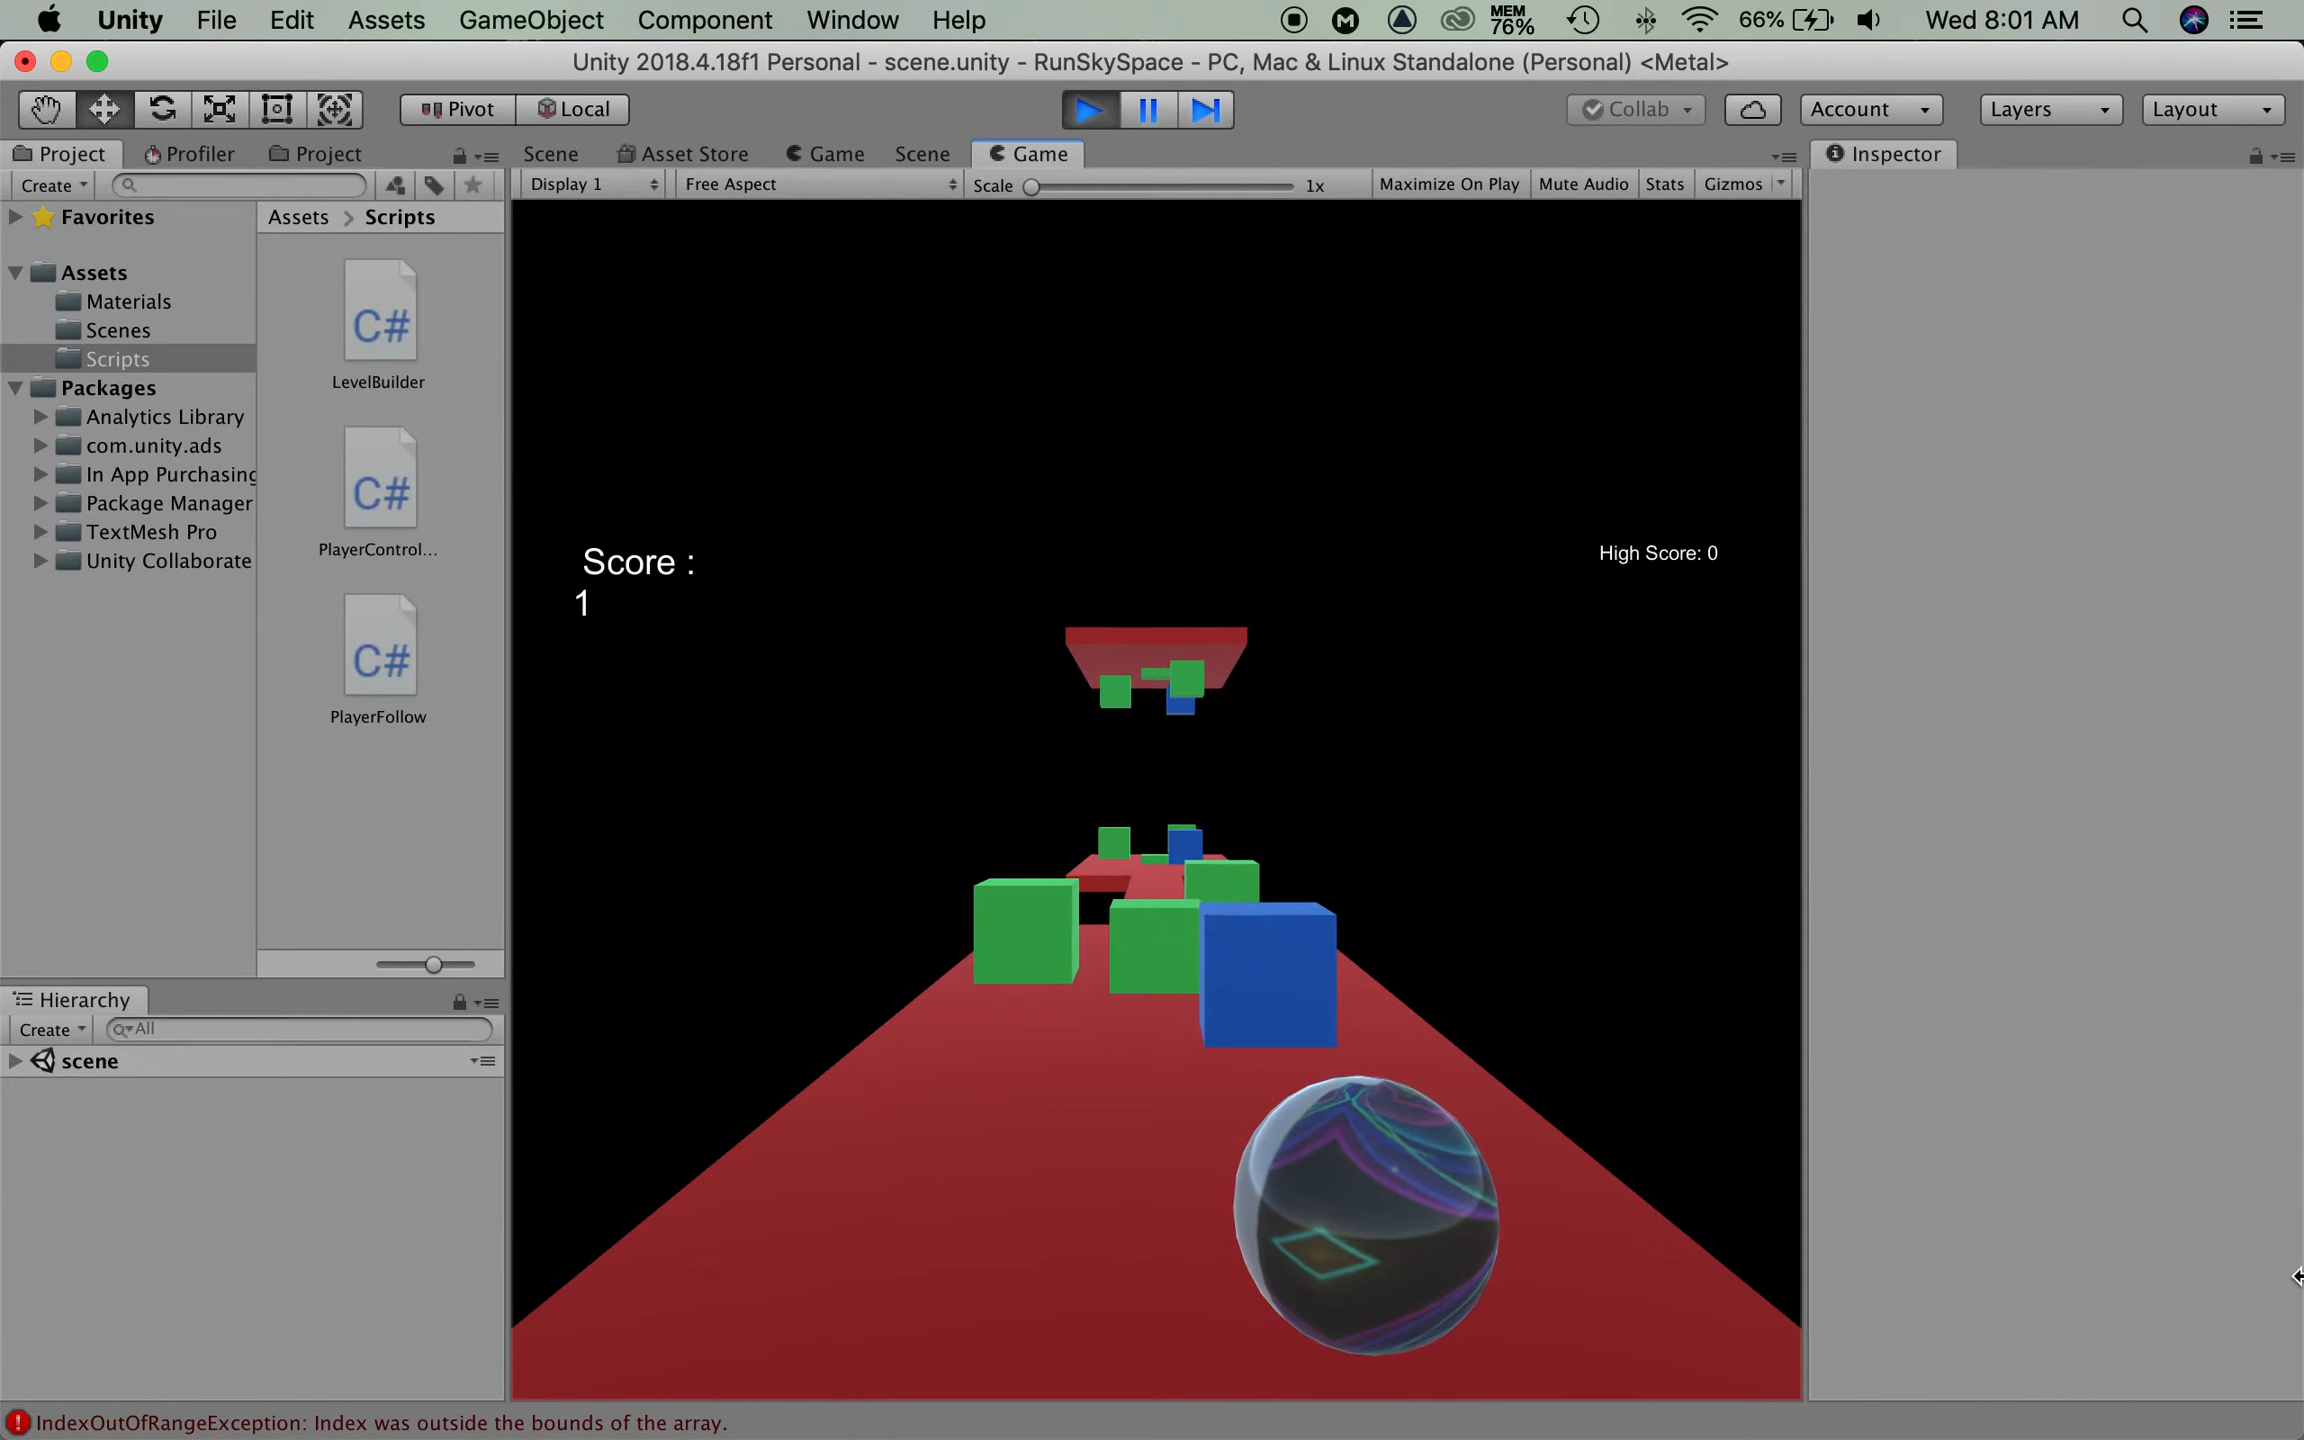 Unity File Edit Assets GameObject Component Window Help MEM 76% 66% Wed 8:01 AM
Unity 2018.4.18f1 Personal - scene.unity - RunSkySpace - PC, Mac & Linux Standalone (Personal) <Metal>
Pivot Local Collab Account Layers Layout
Project Profiler Project Scene Asset Store Game Scene Game Inspector
Create Display 1 Free Aspect Scale 1x Maximize On Play Mute Audio Stats Gizmos
Favorites
Assets > Scripts
Assets
Materials
Scenes
Scripts
Packages
Analytics Library
com.unity.ads
In App Purchasing
Package Manager
TextMesh Pro
Unity Collaborate
C#
LevelBuilder
C#
PlayerControl...
C#
PlayerFollow
Score :
1
High Score: 0
Hierarchy
Create All
scene
IndexOutOfRangeException: Index was outside the bounds of the array.